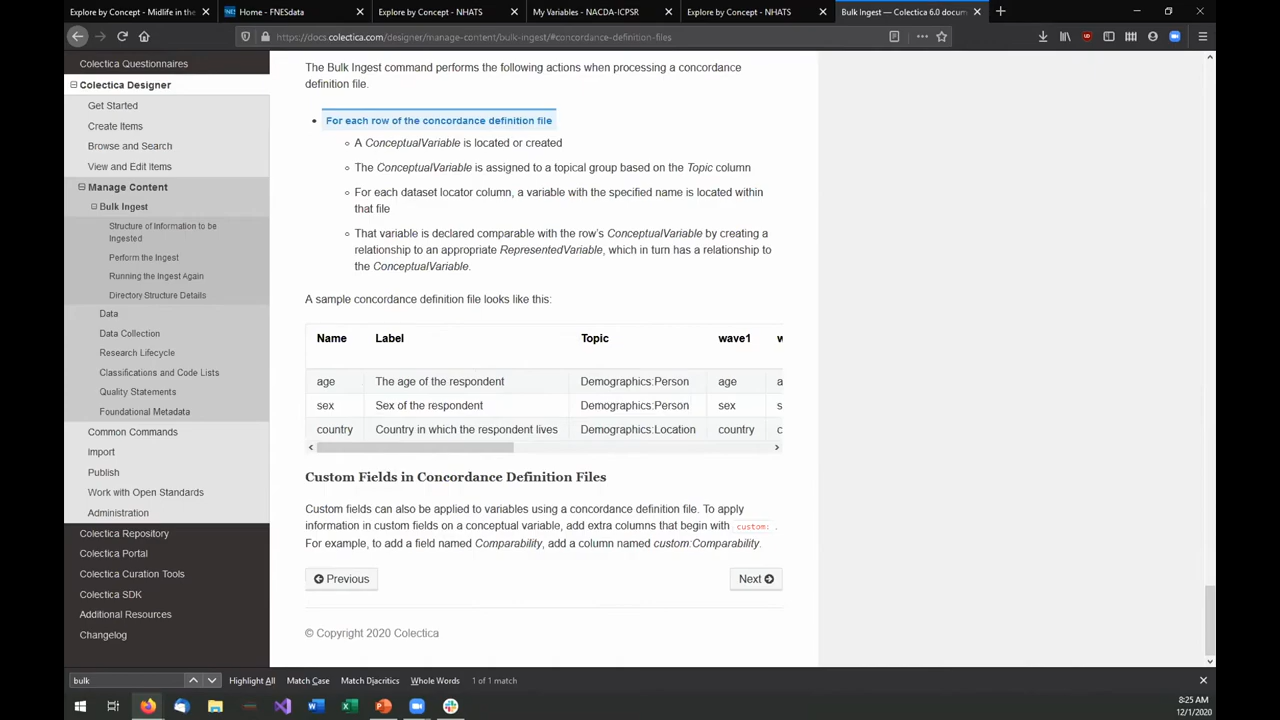 Explore by Concept - Midlife in the
Home - FNESdata
Explore by Concept - NHATS
My Variables - NACDA-ICPSR
Explore by Concept - NHATS
Bulk Ingest — Colectica 6.0 docum
https://docs.colectica.com/designer/manage-content/bulk-ingest/#concordance-definition-files
Colectica Questionnaires
Colectica Designer
Get Started
Create Items
Browse and Search
View and Edit Items
Manage Content
Bulk Ingest
Structure of Information to be
Ingested
Perform the Ingest
Running the Ingest Again
Directory Structure Details
Data
Data Collection
Research Lifecycle
Classifications and Code Lists
Quality Statements
Foundational Metadata
Common Commands
Import
Publish
Work with Open Standards
Administration
Colectica Repository
Colectica Portal
Colectica Curation Tools
Colectica SDK
Additional Resources
Changelog
The Bulk Ingest command performs the following actions when processing a concordance
definition file.
For each row of the concordance definition file
A ConceptualVariable is located or created
The ConceptualVariable is assigned to a topical group based on the Topic column
For each dataset locator column, a variable with the specified name is located within
that file
That variable is declared comparable with the row's ConceptualVariable by creating a
relationship to an appropriate RepresentedVariable, which in turn has a relationship to
the ConceptualVariable.
A sample concordance definition file looks like this:
Name Label Topic wave1 w
age The age of the respondent Demographics:Person age a
sex Sex of the respondent Demographics:Person sex s
country Country in which the respondent lives Demographics:Location country c
Custom Fields in Concordance Definition Files
Custom fields can also be applied to variables using a concordance definition file. To apply
information in custom fields on a conceptual variable, add extra columns that begin with custom: .
For example, to add a field named Comparability, add a column named custom:Comparability.
Previous
Next
© Copyright 2020 Colectica
bulk
Highlight All Match Case Match Diacritics Whole Words 1 of 1 match
8:25 AM
12/1/2020